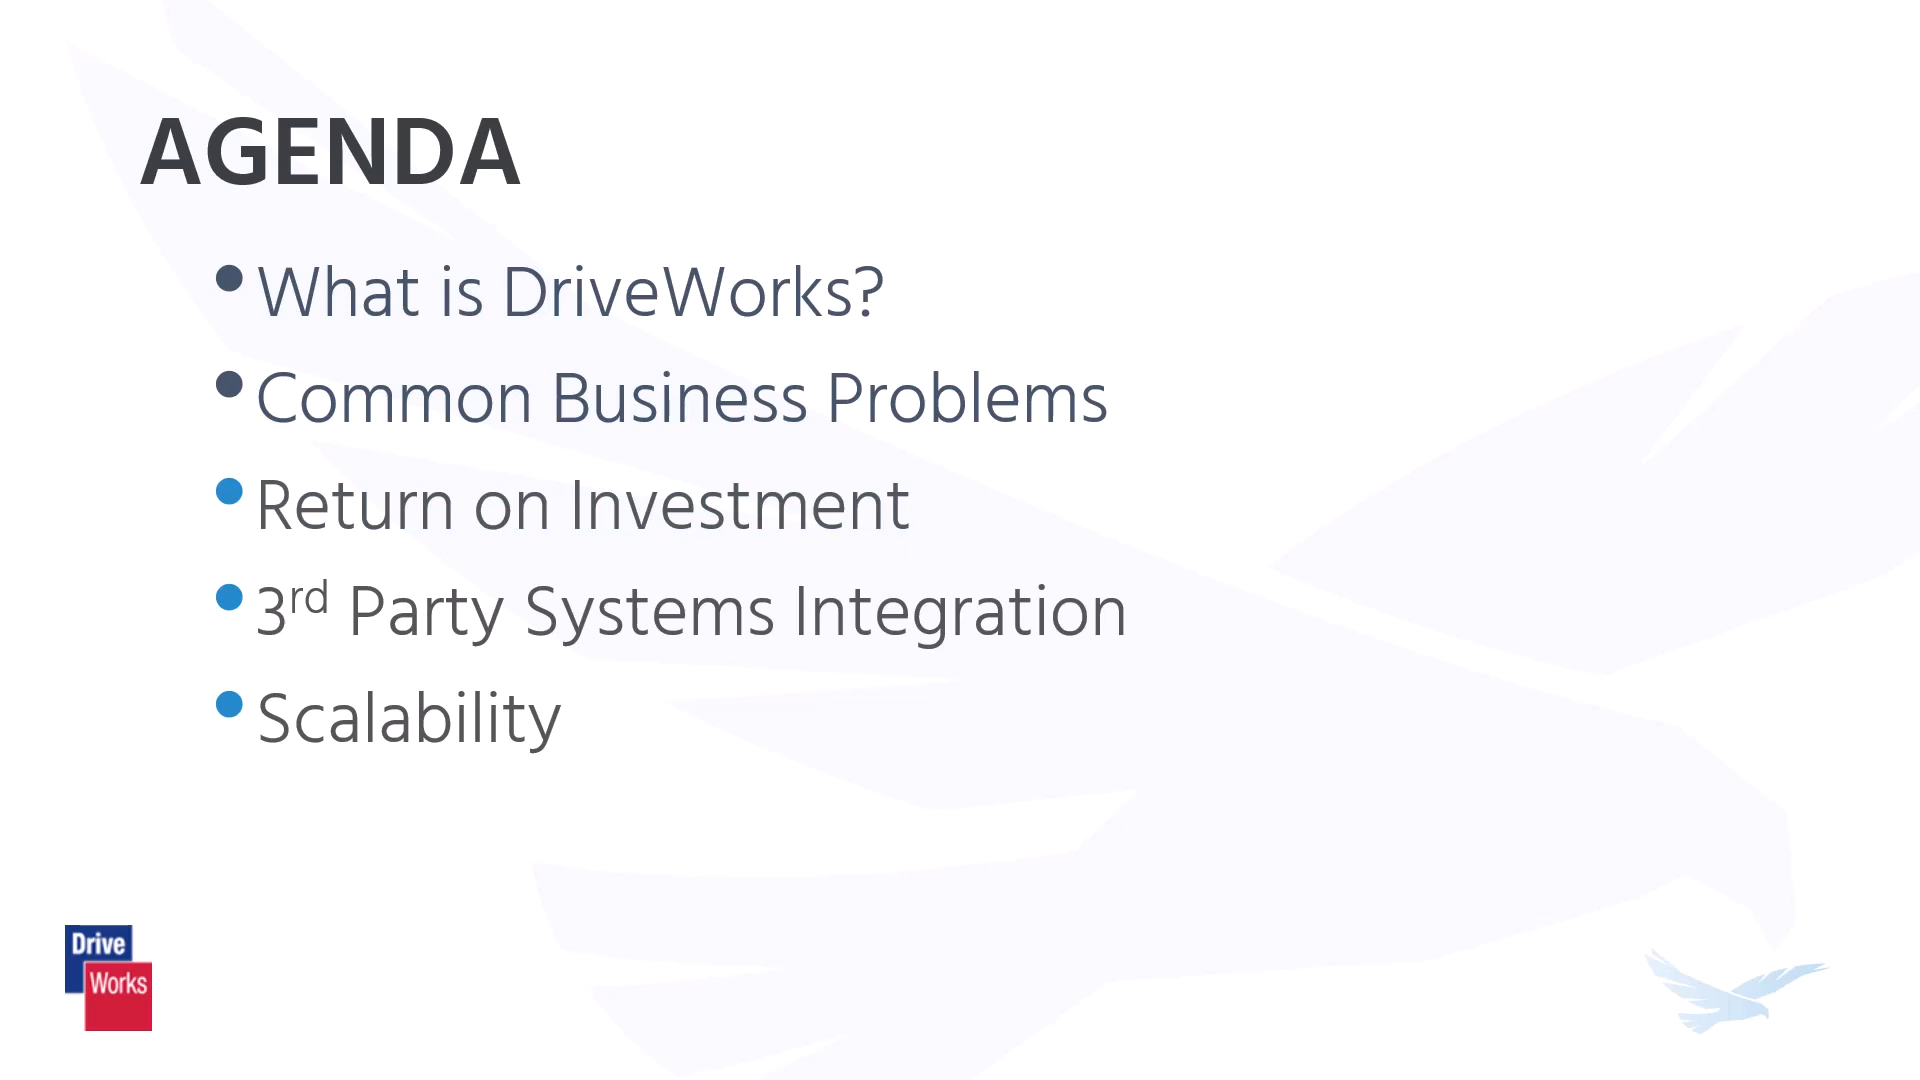 AGENDA
• What is DriveWorks?
• Common Business Problems
• Return on Investment
• 3rd Party Systems Integration
• Scalability
Drive
Works